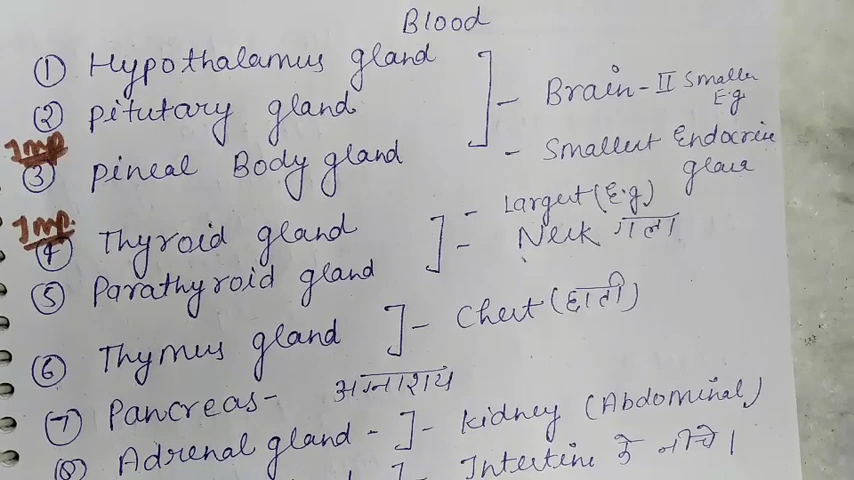 Blood
① Hypothalamus gland
② Pitutary gland ] - Brain - II Smaller E.g
Imp
③ Pineal Body gland - Smallest Endocrine
Imp.
④ Thyroid gland ] - Largest (E.g)
⑤ Parathyroid gland - Neck गला
⑥ Thymus gland ] - Chest (छाती)
⑦ Pancreas - अग्नाशय
⑧ Adrenal gland - ] - Kidney (Abdominal)
] - Intertine के नीचे।